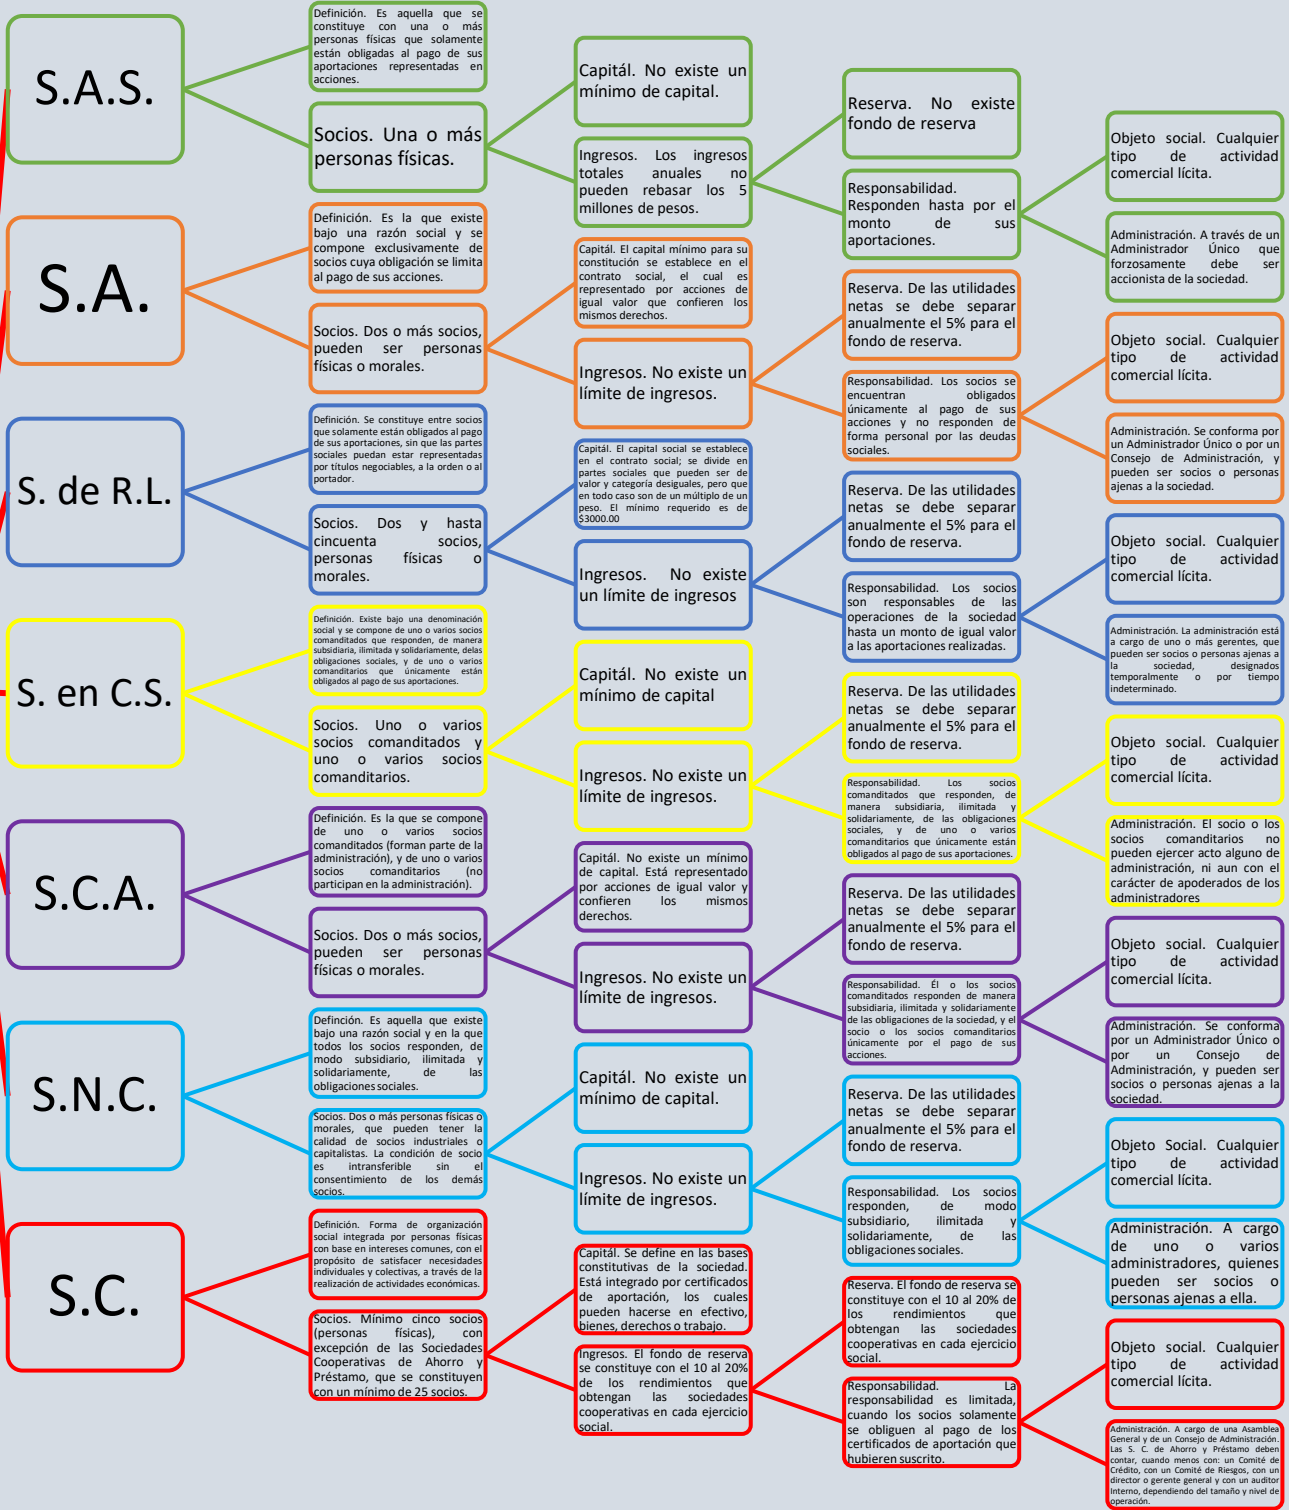 S.A.S.
Definición. Es aquella que se
constituye con una o más
personas físicas que solamente
están obligadas al pago de sus
aportaciones representadas en
acciones.
Socios. Una o más
personas físicas.
Capitál. No existe un
mínimo de capital.
Ingresos. Los ingresos
totales anuales no
pueden rebasar los 5
millones de pesos.
Reserva. No existe
fondo de reserva
Responsabilidad.
Responden hasta por el
monto de sus
aportaciones.
Objeto social. Cualquier
tipo de actividad
comercial lícita.
Administración. A través de un
Administrador Único que
forzosamente debe ser
accionista de la sociedad.
S.A.
Definición. Es la que existe
bajo una razón social y se
compone exclusivamente de
socios cuya obligación se limita
al pago de sus acciones.
Socios. Dos o más socios,
pueden ser personas
físicas o morales.
Capitál. El capital mínimo para su
constitución se establece en el
contrato social, el cual es
representado por acciones de
igual valor que confieren los
mismos derechos.
Ingresos. No existe un
límite de ingresos.
Reserva. De las utilidades
netas se debe separar
anualmente el 5% para el
fondo de reserva.
Responsabilidad. Los socios se
encuentran obligados
únicamente al pago de sus
acciones y no responden de
forma personal por las deudas
sociales.
Objeto social. Cualquier
tipo de actividad
comercial lícita.
Administración. Se conforma por
un Administrador Único o por un
Consejo de Administración, y
pueden ser socios o personas
ajenas a la sociedad.
S. de R.L.
Definición. Se constituye entre socios
que solamente están obligados al pago
de sus aportaciones, sin que las partes
sociales puedan estar representadas
por títulos negociables, a la orden o al
portador.
Socios. Dos y hasta
cincuenta socios,
personas físicas o
morales.
Capitál. El capital social se establece
en el contrato social; se divide en
partes sociales que pueden ser de
valor y categoría desiguales, pero que
en todo caso son de un múltiplo de un
peso. El mínimo requerido es de
$3000.00
Ingresos. No existe
un límite de ingresos
Reserva. De las utilidades
netas se debe separar
anualmente el 5% para el
fondo de reserva.
Responsabilidad. Los socios
son responsables de las
operaciones de la sociedad
hasta un monto de igual valor
a las aportaciones realizadas.
Objeto social. Cualquier
tipo de actividad
comercial lícita.
Administración. La administración está
a cargo de uno o más gerentes, que
pueden ser socios o personas ajenas a
la sociedad, designados
temporalmente o por tiempo
indeterminado.
S. en C.S.
Definición. Existe bajo una denominación
social y se compone de uno o varios socios
comanditados que responden, de manera
subsidiaria, ilimitada y solidariamente, delas
obligaciones sociales, y de uno o varios
comanditarios que únicamente están
obligados al pago de sus aportaciones.
Socios. Uno o varios
socios comanditados y
uno o varios socios
comanditarios.
Capitál. No existe un
mínimo de capital
Ingresos. No existe un
límite de ingresos.
Reserva. De las utilidades
netas se debe separar
anualmente el 5% para el
fondo de reserva.
Responsabilidad. Los socios
comanditados que responden, de
manera subsidiaria, ilimitada y
solidariamente, de las obligaciones
sociales, y de uno o varios
comanditarios que únicamente están
obligados al pago de sus aportaciones.
Objeto social. Cualquier
tipo de actividad
comercial lícita.
Administración. El socio o los
socios comanditarios no
pueden ejercer acto alguno de
administración, ni aun con el
carácter de apoderados de los
administradores
S.C.A.
Definición. Es la que se compone
de uno o varios socios
comanditados (forman parte de la
administración), y de uno o varios
socios comanditarios (no
participan en la administración).
Socios. Dos o más socios,
pueden ser personas
físicas o morales.
Capitál. No existe un mínimo
de capital. Está representado
por acciones de igual valor y
confieren los mismos
derechos.
Ingresos. No existe un
límite de ingresos.
Reserva. De las utilidades
netas se debe separar
anualmente el 5% para el
fondo de reserva.
Responsabilidad. Él o los socios
comanditados responden de manera
subsidiaria, ilimitada y solidariamente
de las obligaciones de la sociedad, y el
socio o los socios comanditarios
únicamente por el pago de sus
acciones.
Objeto social. Cualquier
tipo de actividad
comercial lícita.
Administración. Se conforma
por un Administrador Único o
por un Consejo de
Administración, y pueden ser
socios o personas ajenas a la
sociedad.
S.N.C.
Definción. Es aquella que existe
bajo una razón social y en la que
todos los socios responden, de
modo subsidiario, ilimitada y
solidariamente, de las
obligaciones sociales.
Socios. Dos o más personas físicas o
morales, que pueden tener la
calidad de socios industriales o
capitalistas. La condición de socio
es intransferible sin el
consentimiento de los demás
socios.
Capitál. No existe un
mínimo de capital.
Ingresos. No existe un
límite de ingresos.
Reserva. De las utilidades
netas se debe separar
anualmente el 5% para el
fondo de reserva.
Responsabilidad. Los socios
responden, de modo
subsidiario, ilimitada y
solidariamente, de las
obligaciones sociales.
Objeto Social. Cualquier
tipo de actividad
comercial lícita.
Administración. A cargo
de uno o varios
administradores, quienes
pueden ser socios o
personas ajenas a ella.
S.C.
Definición. Forma de organización
social integrada por personas físicas
con base en intereses comunes, con el
propósito de satisfacer necesidades
individuales y colectivas, a través de la
realización de actividades económicas.
Socios. Mínimo cinco socios
(personas físicas), con
excepción de las Sociedades
Cooperativas de Ahorro y
Préstamo, que se constituyen
con un mínimo de 25 socios.
Capitál. Se define en las bases
constitutivas de la sociedad.
Está integrado por certificados
de aportación, los cuales
pueden hacerse en efectivo,
bienes, derechos o trabajo.
Ingresos. El fondo de reserva
se constituye con el 10 al 20%
de los rendimientos que
obtengan las sociedades
cooperativas en cada ejercicio
social.
Reserva. El fondo de reserva se
constituye con el 10 al 20% de
los rendimientos que
obtengan las sociedades
cooperativas en cada ejercicio
social.
Responsabilidad. La
responsabilidad es limitada,
cuando los socios solamente
se obliguen al pago de los
certificados de aportación que
hubieren suscrito.
Objeto social. Cualquier
tipo de actividad
comercial lícita.
Administración. A cargo de una Asamblea
General y de un Consejo de Administración.
Las S. C. de Ahorro y Préstamo deben
contar, cuando menos con: un Comité de
Crédito, con un Comité de Riesgos, con un
director o gerente general y con un auditor
Interno, dependiendo del tamaño y nivel de
operación.